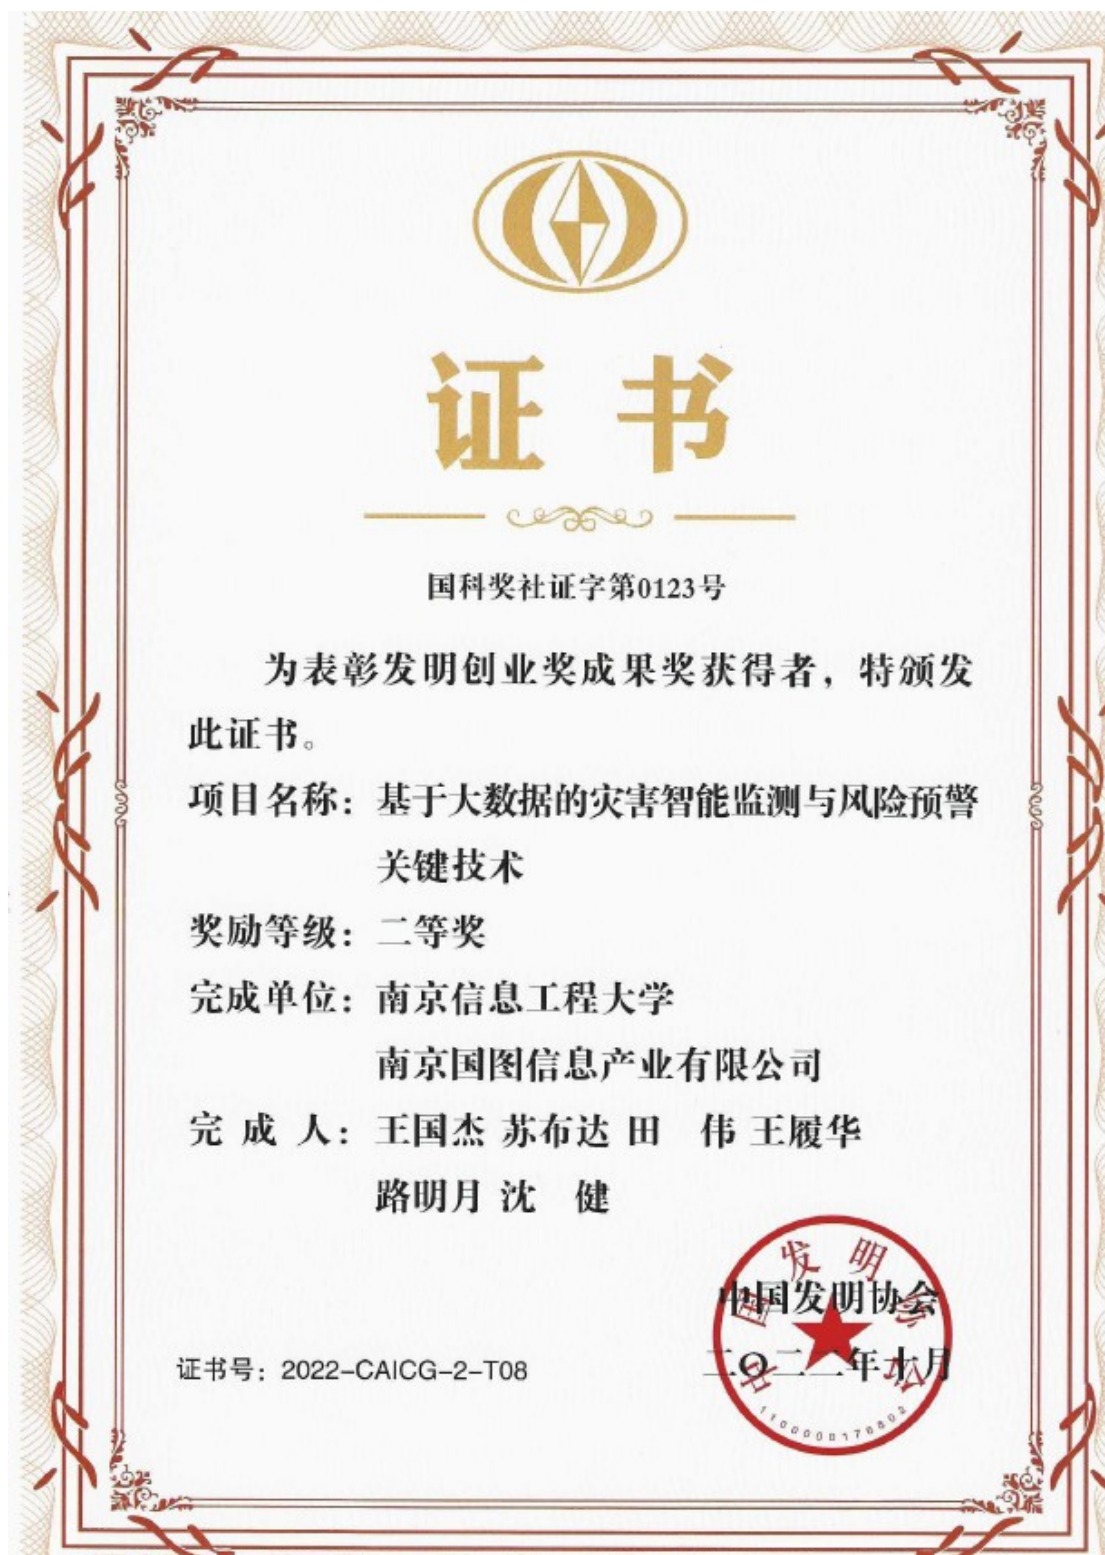 证书
国科奖社证字第0123号
为表彰发明创业奖成果奖获得者，特颁发
此证书。
项目名称：基于大数据的灾害智能监测与风险预警
关键技术
奖励等级：二等奖
完成单位：南京信息工程大学
南京国图信息产业有限公司
完 成 人：王国杰 苏布达 田　伟 王履华
路明月 沈　健
中国发明协会
中国发明协会
二〇二二年十月
证书号：2022-CAICG-2-T08